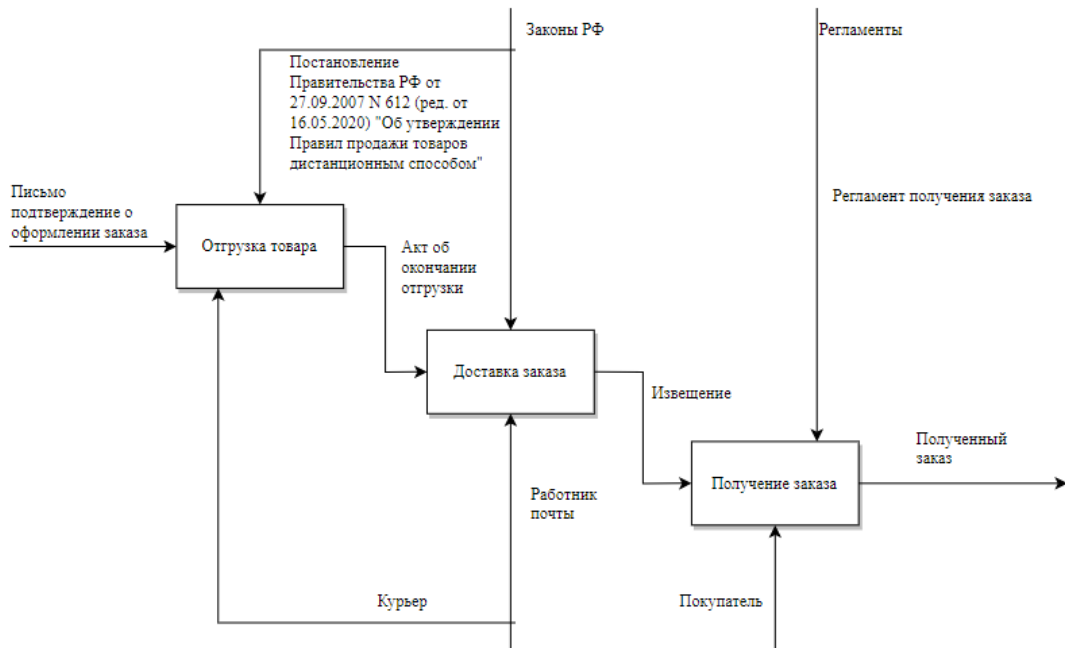 Законы РФ
Регламенты
Постановление
Правительства РФ от
27.09.2007 N 612 (ред. от
16.05.2020) "Об утверждении
Правил продажи товаров
дистанционным способом"
Письмо
подтверждение о
оформлении заказа
Регламент получения заказа
Отгрузка товара
Акт об
окончании
отгрузки
Доставка заказа
Извещение
Полученный
заказ
Получение заказа
Работник
почты
Курьер
Покупатель